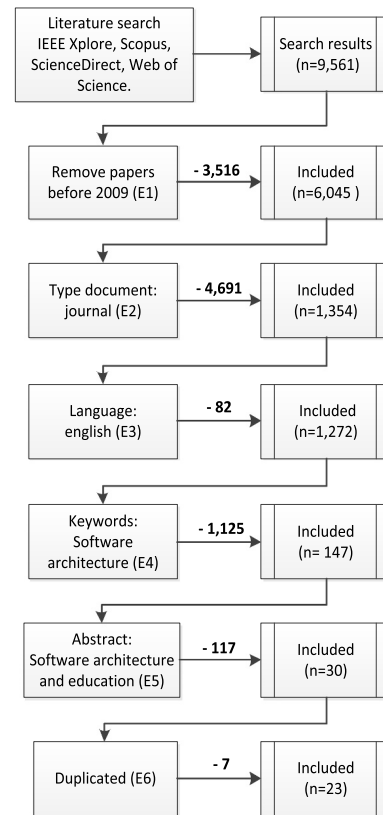 Literature search
IEEE Xplore, Scopus,
ScienceDirect, Web of
Science.
Search results
(n=9,561)
Remove papers
before 2009 (E1)
- 3,516
Included
(n=6,045 )
Type document:
journal (E2)
- 4,691
Included
(n=1,354)
Language:
english (E3)
- 82
Included
(n=1,272)
Keywords:
Software
architecture (E4)
- 1,125
Included
(n= 147)
Abstract:
Software architecture
and education (E5)
- 117
Included
(n=30)
Duplicated (E6)
- 7
Included
(n=23)